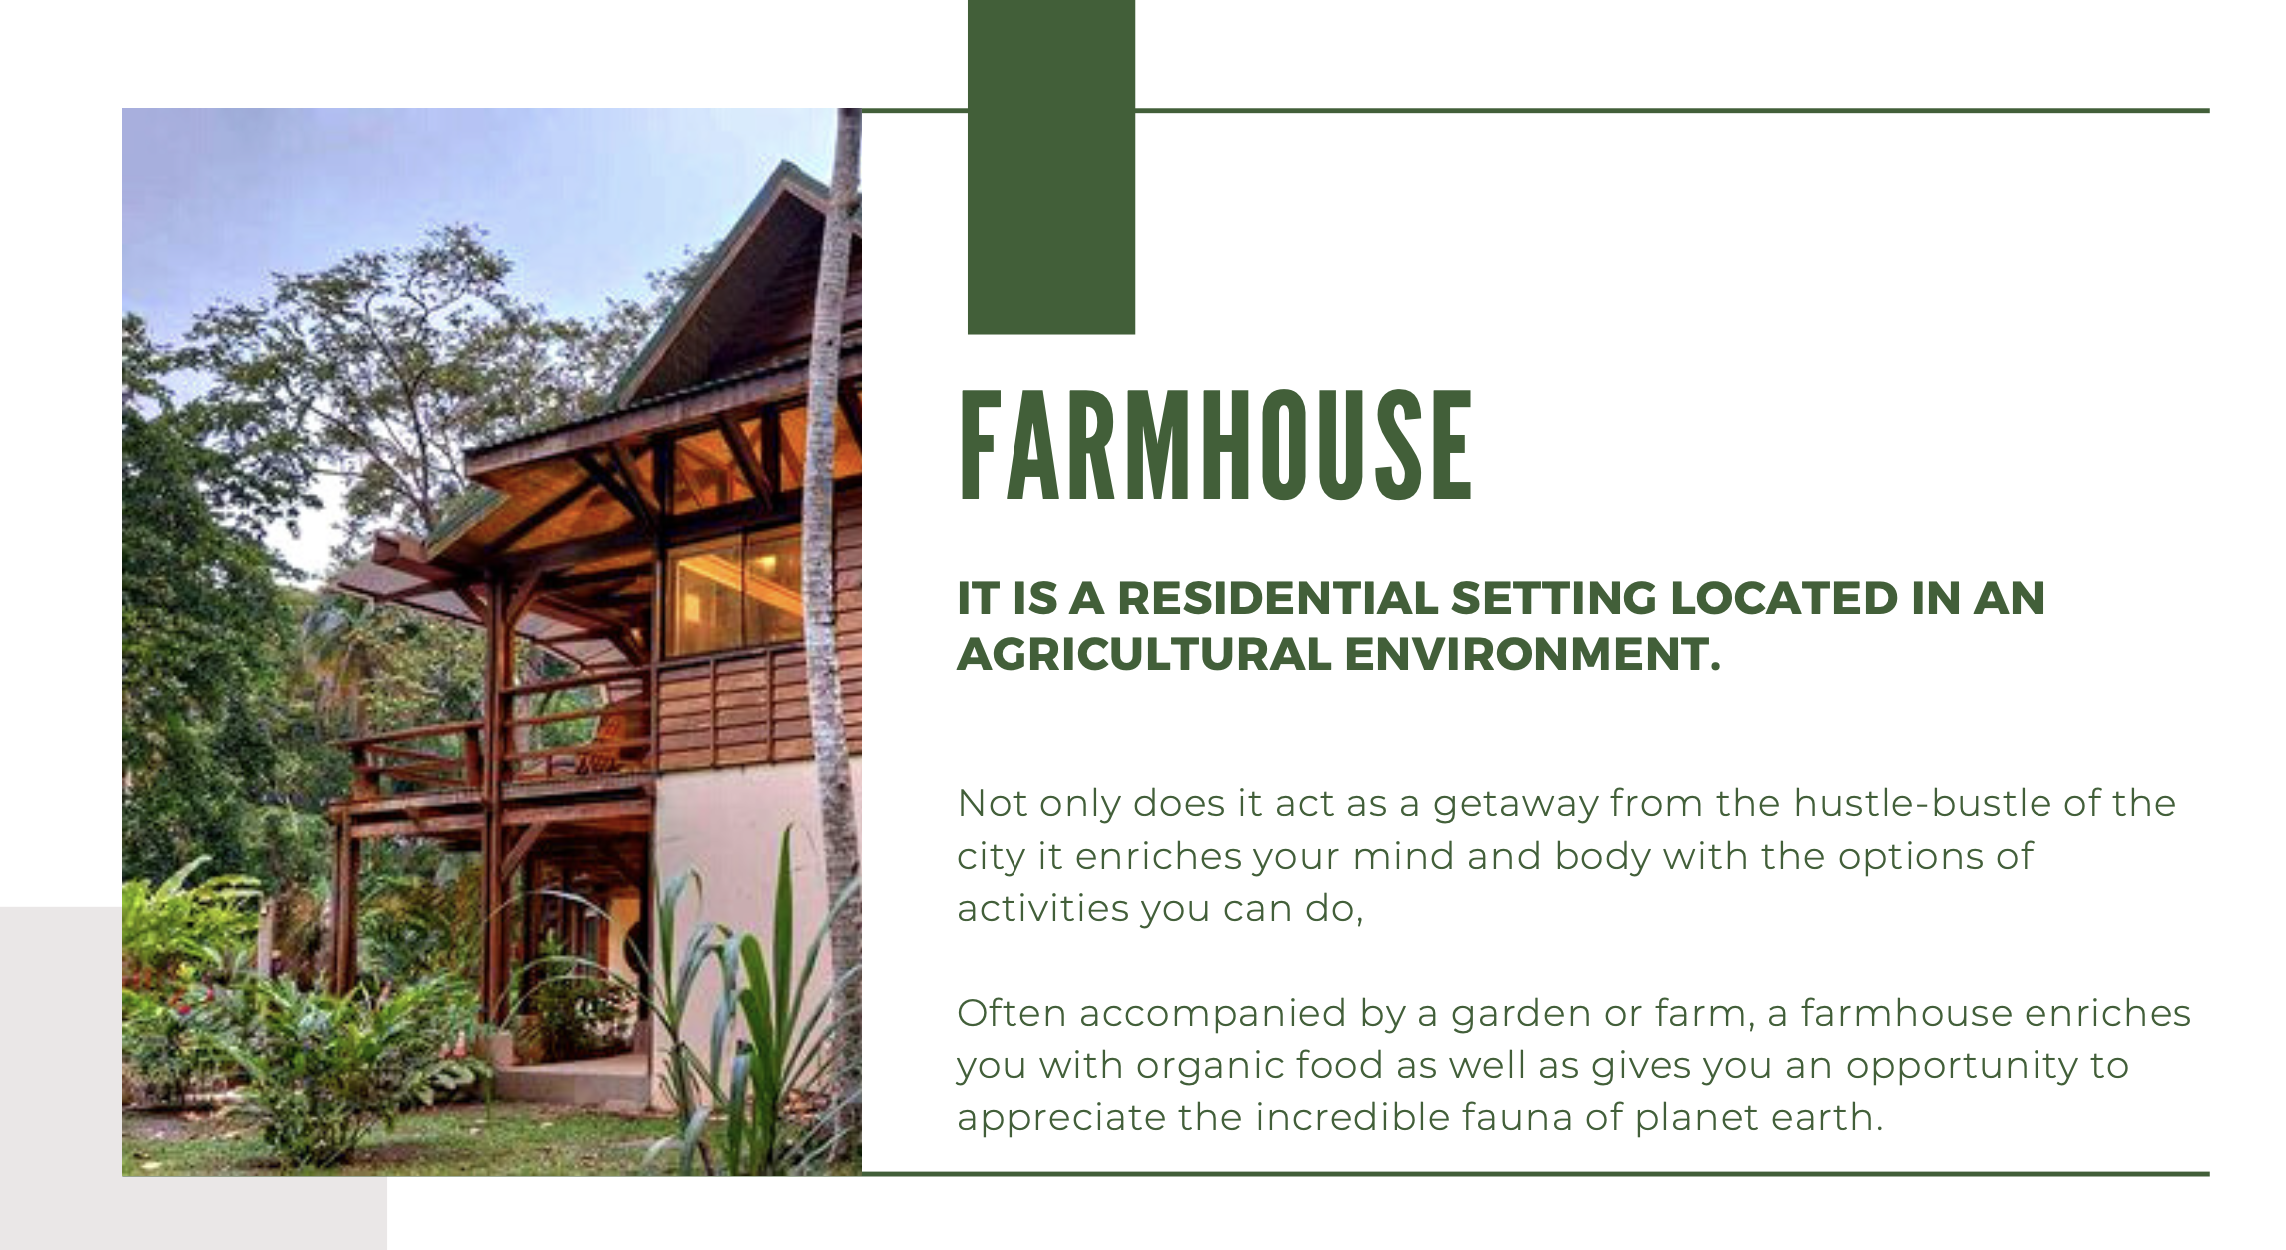 FARMHOUSE
IT IS A RESIDENTIAL SETTING LOCATED IN AN
AGRICULTURAL ENVIRONMENT.
Not only does it act as a getaway from the hustle-bustle of the
city it enriches your mind and body with the options of
activities you can do,
Often accompanied by a garden or farm, a farmhouse enriches
you with organic food as well as gives you an opportunity to
appreciate the incredible fauna of planet earth.